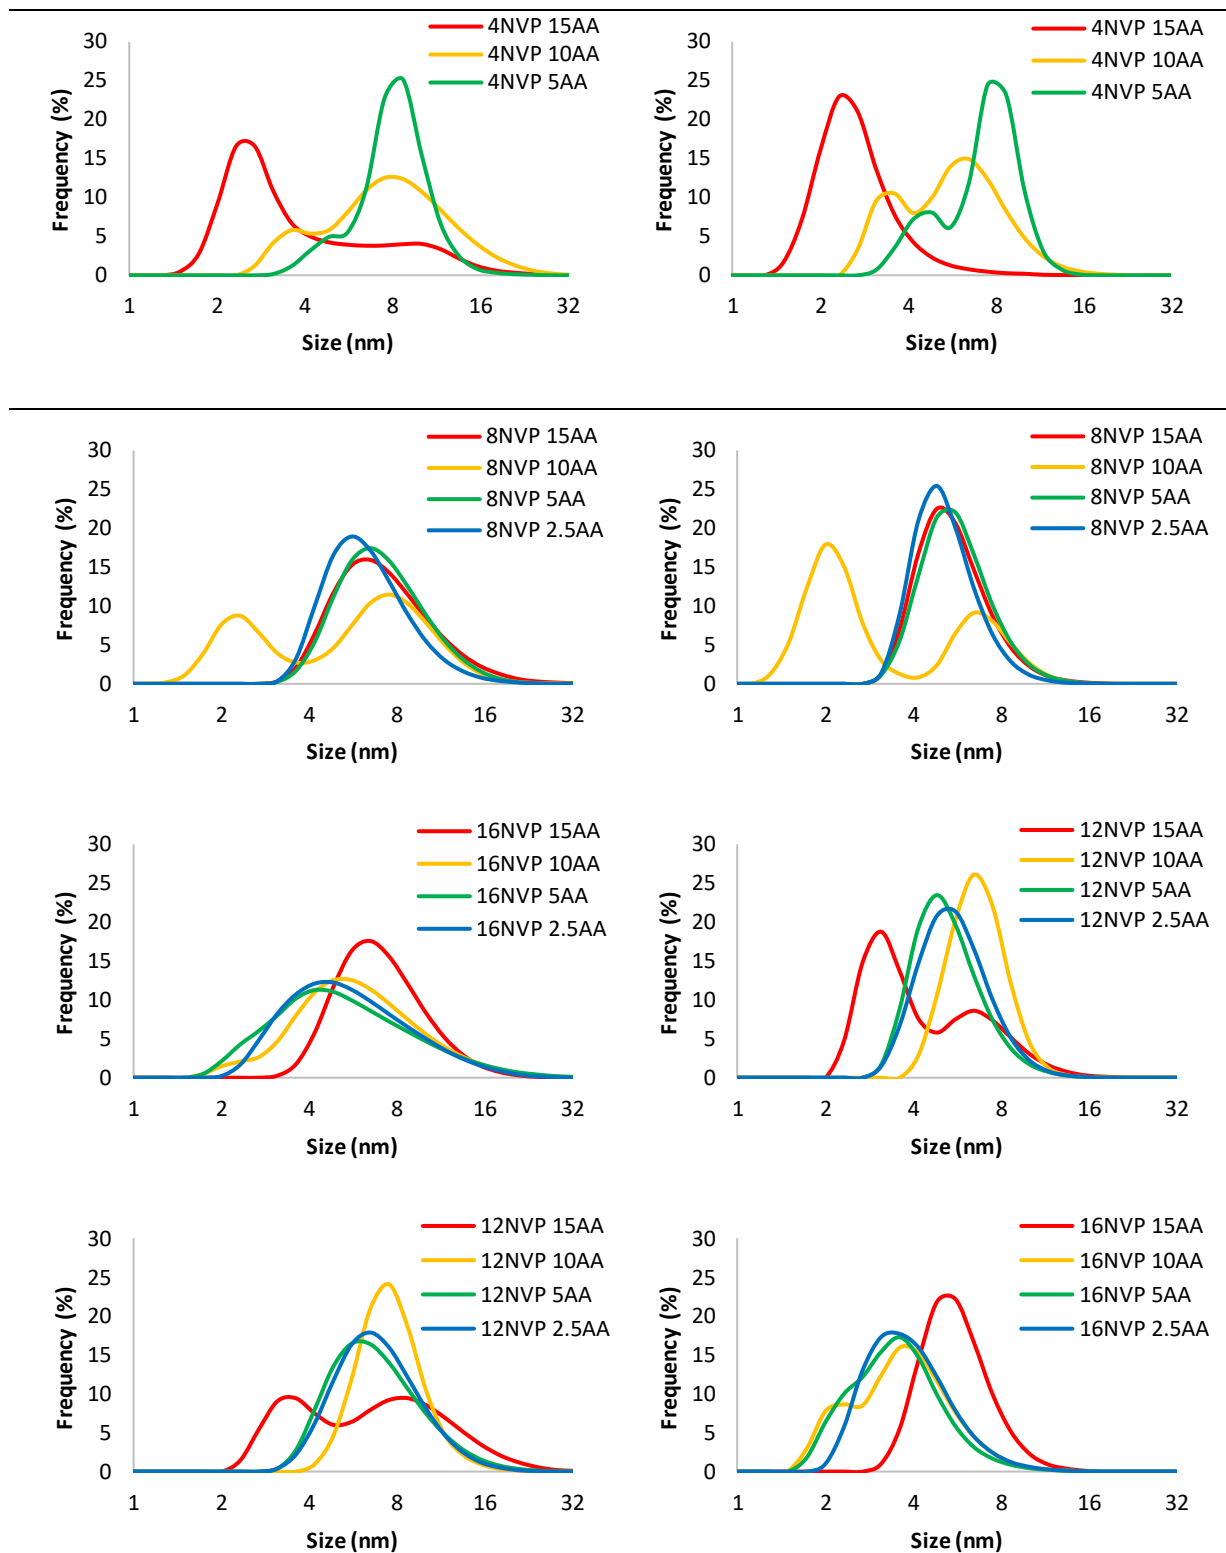 4NVP 15AA
4NVP 10AA
4NVP 5AA
30
25
20
15
10
5
0
Frequency (%)
1 2 4 8 16 32
Size (nm)
4NVP 15AA
4NVP 10AA
4NVP 5AA
30
25
20
15
10
5
0
Frequency (%)
1 2 4 8 16 32
Size (nm)
8NVP 15AA
8NVP 10AA
8NVP 5AA
8NVP 2.5AA
30
25
20
15
10
5
0
Frequency (%)
1 2 4 8 16 32
Size (nm)
8NVP 15AA
8NVP 10AA
8NVP 5AA
8NVP 2.5AA
30
25
20
15
10
5
0
Frequency (%)
1 2 4 8 16 32
Size (nm)
16NVP 15AA
16NVP 10AA
16NVP 5AA
16NVP 2.5AA
30
25
20
15
10
5
0
Frequency (%)
1 2 4 8 16 32
Size (nm)
12NVP 15AA
12NVP 10AA
12NVP 5AA
12NVP 2.5AA
30
25
20
15
10
5
0
Frequency (%)
1 2 4 8 16 32
Size (nm)
12NVP 15AA
12NVP 10AA
12NVP 5AA
12NVP 2.5AA
30
25
20
15
10
5
0
Frequency (%)
1 2 4 8 16 32
Size (nm)
16NVP 15AA
16NVP 10AA
16NVP 5AA
16NVP 2.5AA
30
25
20
15
10
5
0
Frequency (%)
1 2 4 8 16 32
Size (nm)